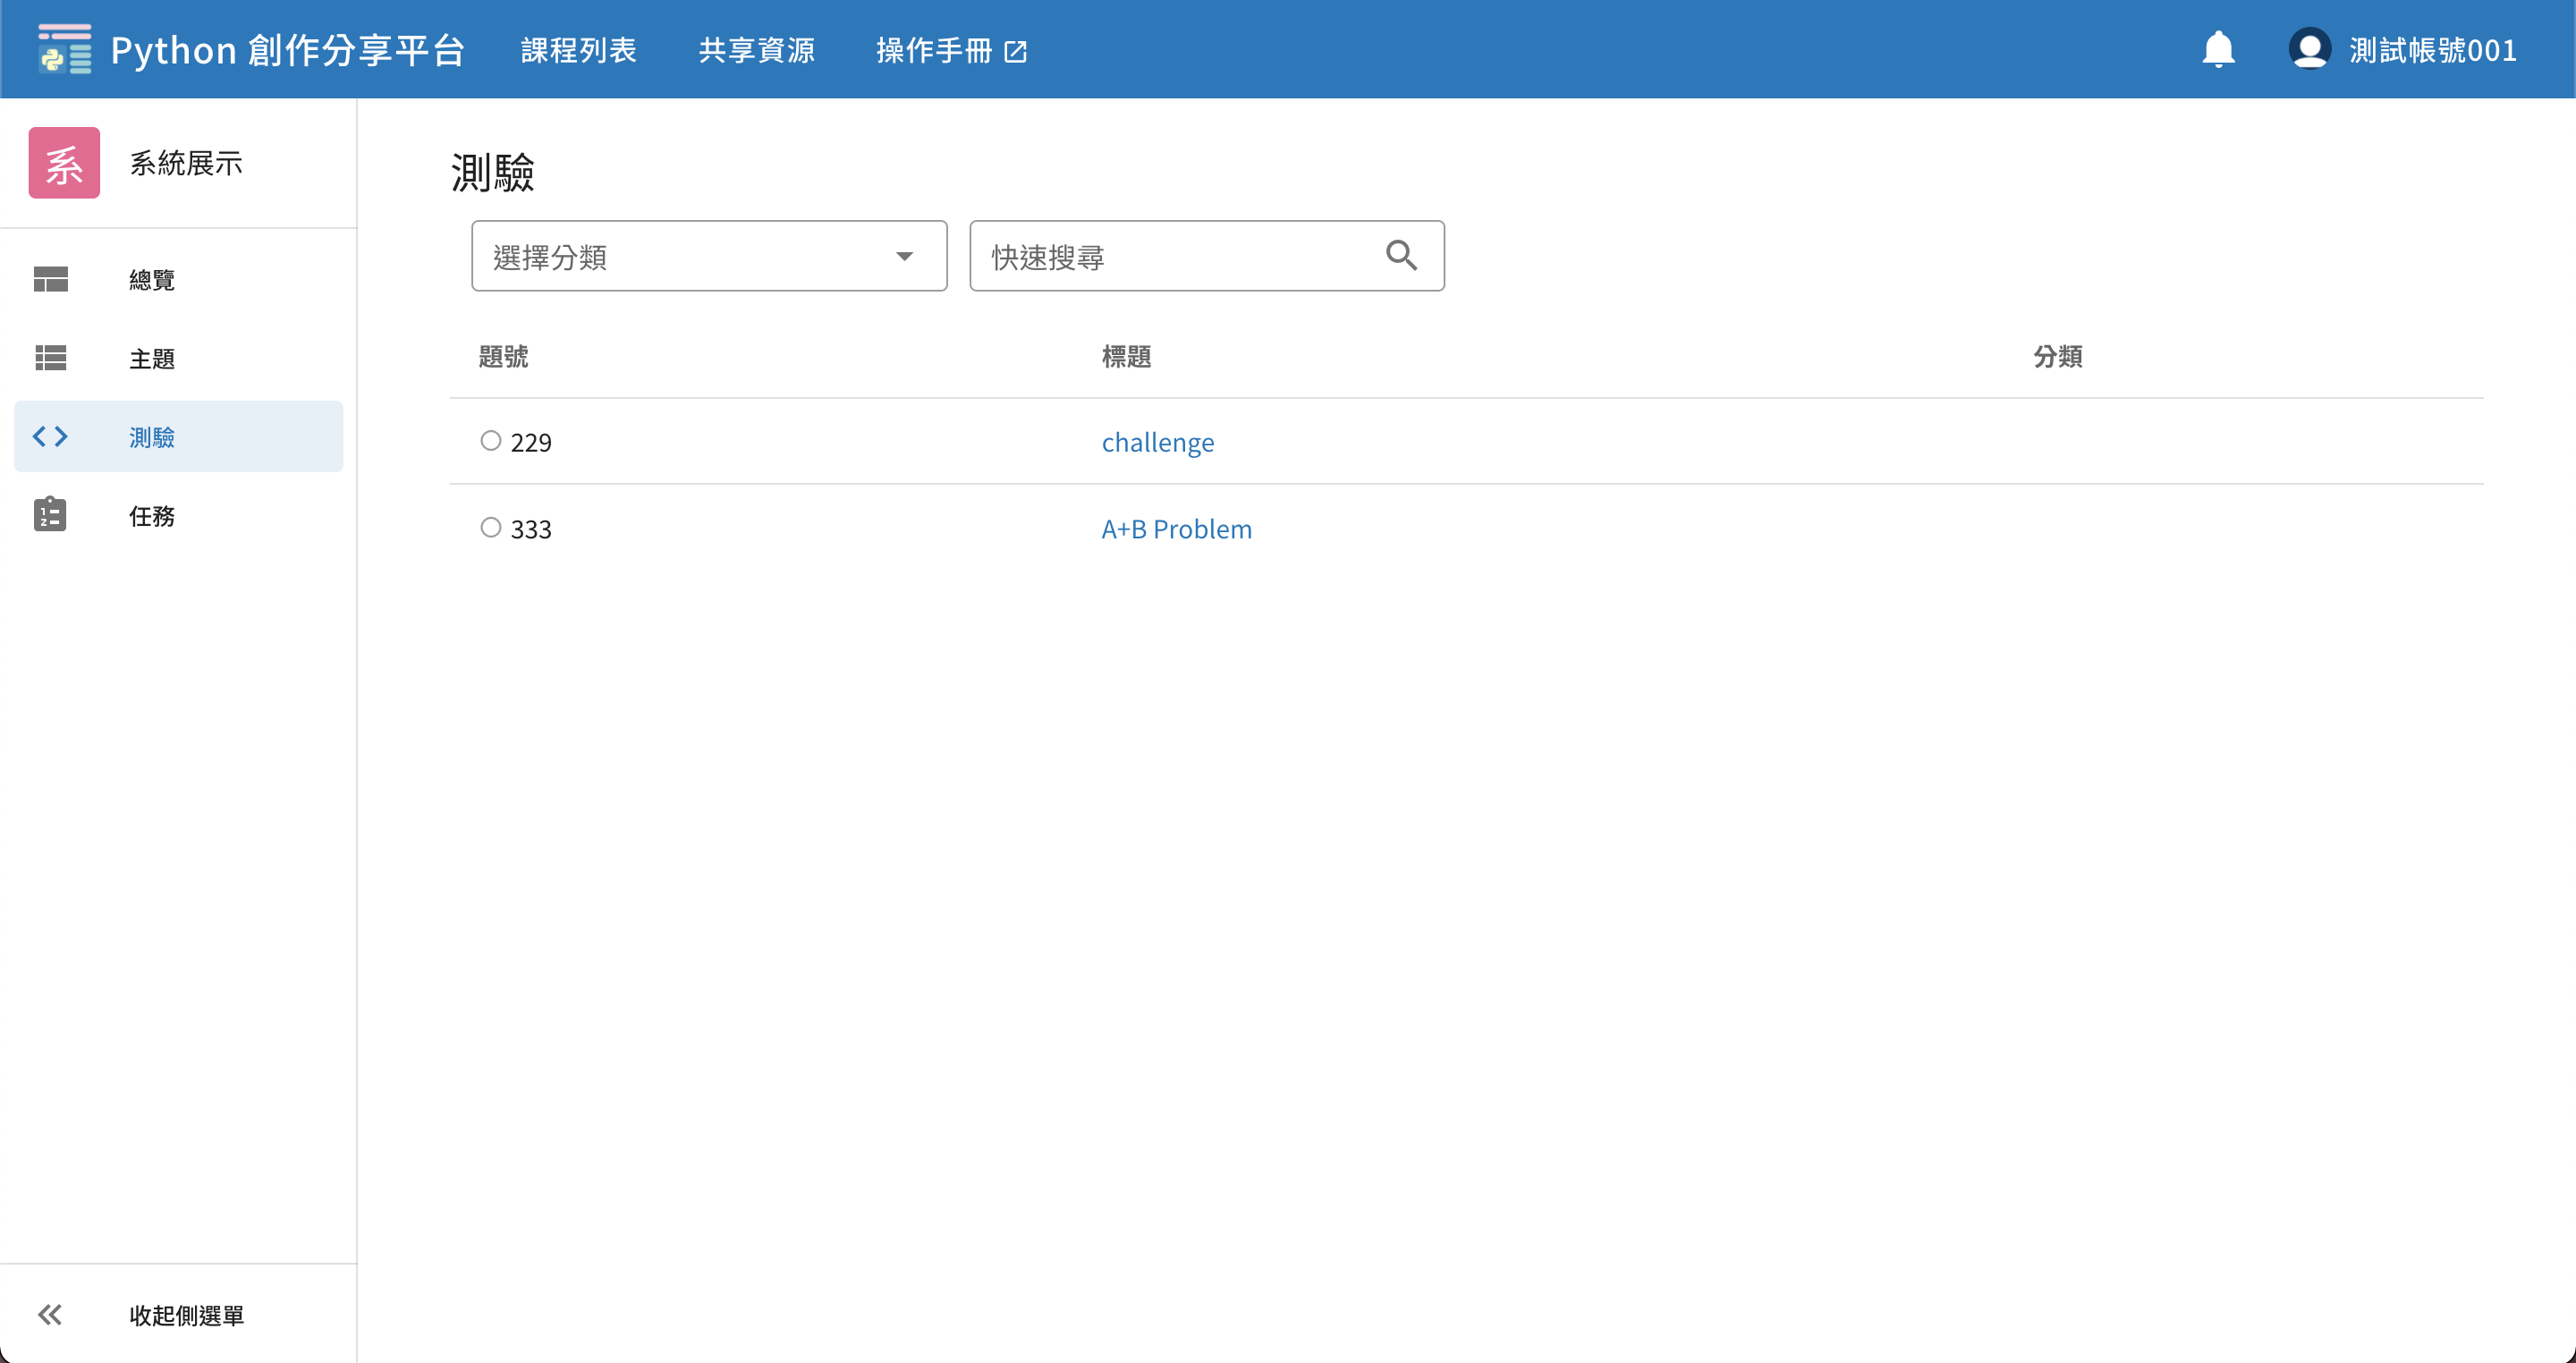 Python 創作分享平台 課程列表 共享資源 操作手冊 測試帳號001
系 系統展示
總覽
主題
測驗
任務
收起側選單
測驗
選擇分類 快速搜尋
題號 標題 分類
229 challenge
333 A+B Problem